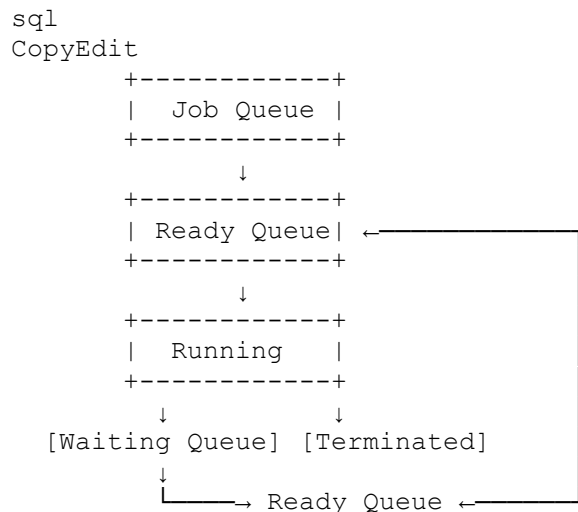 sql
CopyEdit
+------------+
|  Job Queue |
+------------+
↓
+------------+
| Ready Queue| ←─────────────┐
+------------+
↓
+------------+
|  Running   |
+------------+
↓          ↓
[Waiting Queue] [Terminated]
↓
└─────→ Ready Queue ←───────┘